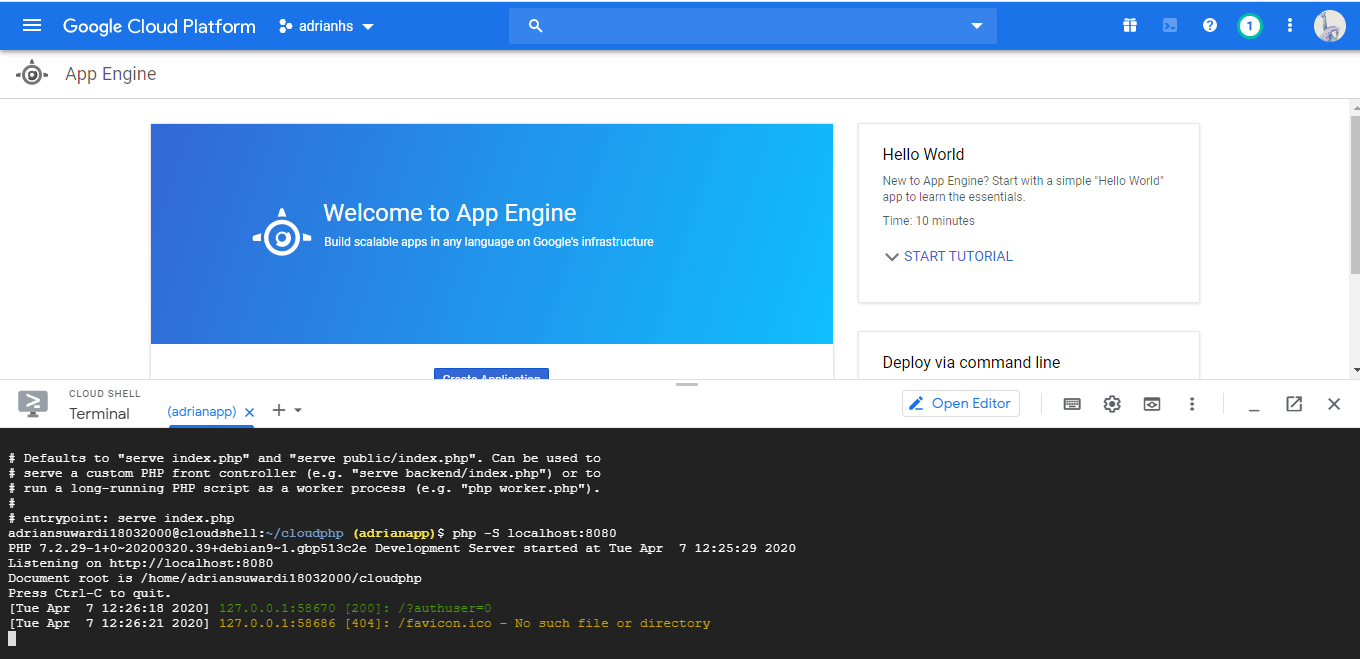 Google Cloud Platform
adrianhs
1
App Engine
Welcome to App Engine
Build scalable apps in any language on Google's infrastructure
Create Application
Hello World
New to App Engine? Start with a simple "Hello World"
app to learn the essentials.
Time: 10 minutes
START TUTORIAL
Deploy via command line
CLOUD SHELL
Terminal
(adrianapp)
Open Editor
# Defaults to "serve index.php" and "serve public/index.php". Can be used to
# serve a custom PHP front controller (e.g. "serve backend/index.php") or to
# run a long-running PHP script as a worker process (e.g. "php worker.php").
#
# entrypoint: serve index.php
adriansuwardi18032000@cloudshell:~/cloudphp (adrianapp)$ php -S localhost:8080
PHP 7.2.29-1+0~20200320.39+debian9~1.gbp513c2e Development Server started at Tue Apr  7 12:25:29 2020
Listening on http://localhost:8080
Document root is /home/adriansuwardi18032000/cloudphp
Press Ctrl-C to quit.
[Tue Apr  7 12:26:18 2020] 127.0.0.1:58670 [200]: /?authuser=0
[Tue Apr  7 12:26:21 2020] 127.0.0.1:58686 [404]: /favicon.ico - No such file or directory